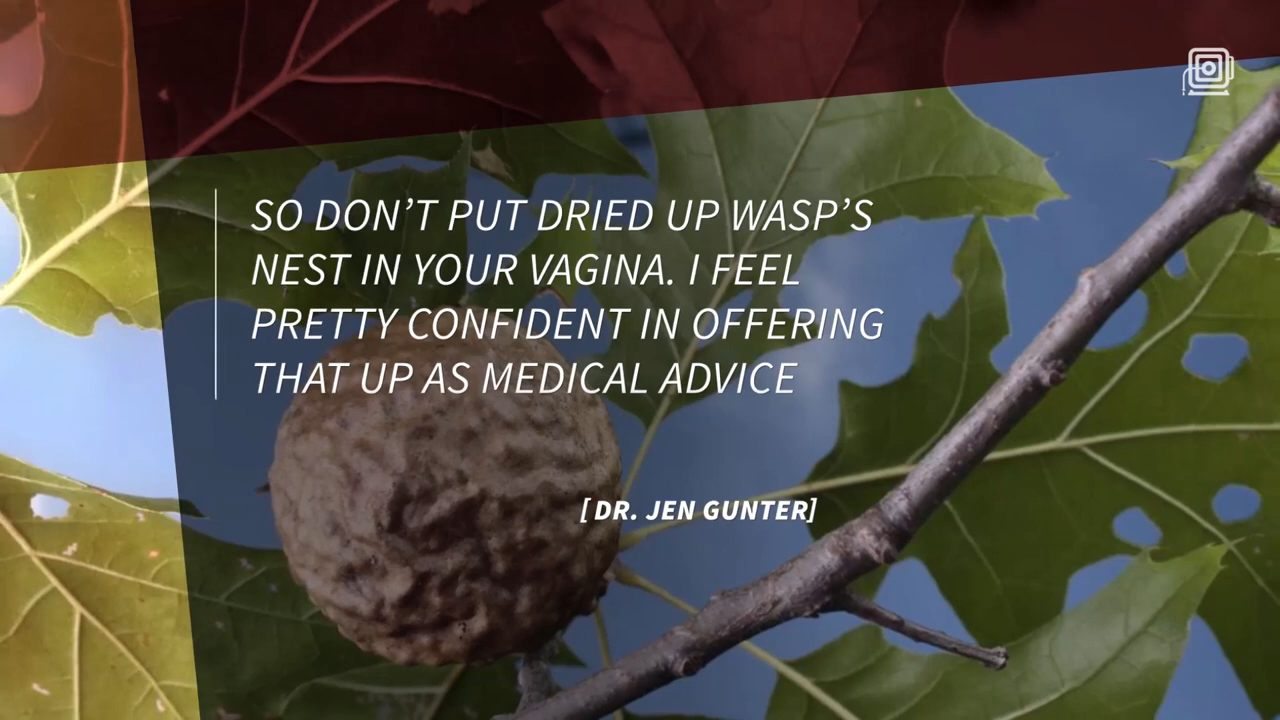 SO DON’T PUT DRIED UP WASP’S
NEST IN YOUR VAGINA. I FEEL
PRETTY CONFIDENT IN OFFERING
THAT UP AS MEDICAL ADVICE
[DR. JEN GUNTER]